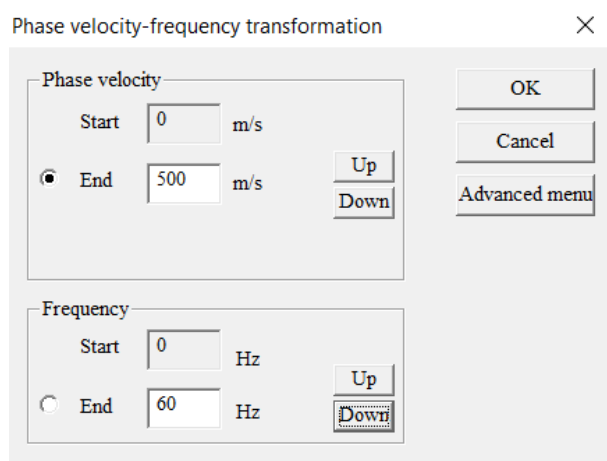 Phase velocity-frequency transformation
Phase velocity
Start 0 m/s
End 500 m/s
Up
Down
OK
Cancel
Advanced menu
Frequency
Start 0 Hz
End 60 Hz
Up
Down